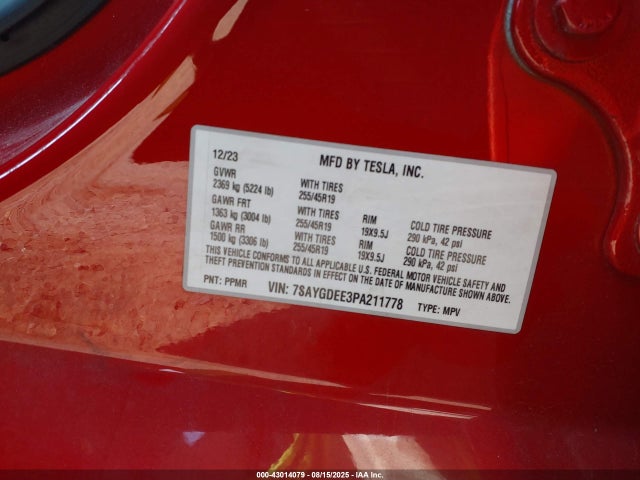 12/23 MFD BY TESLA, INC.
GVWR
2369 kg (5224 lb) WITH TIRES 255/45R19
GAWR FRT
1363 kg (3004 lb) WITH TIRES 255/45R19 RIM 19X9.5J COLD TIRE PRESSURE 290 kPa, 42 psi
GAWR RR
1500 kg (3306 lb) WITH TIRES 255/45R19 RIM 19X9.5J COLD TIRE PRESSURE 290 kPa, 42 psi
THIS VEHICLE CONFORMS TO ALL APPLICABLE U.S. FEDERAL MOTOR VEHICLE SAFETY AND
THEFT PREVENTION STANDARDS IN EFFECT ON THE DATE OF MANUFACTURE SHOWN ABOVE.
PNT: PPMR VIN: 7SAYGDEE3PA211778 TYPE: MPV
000-43014079 - 08/15/2025 - IAA Inc.